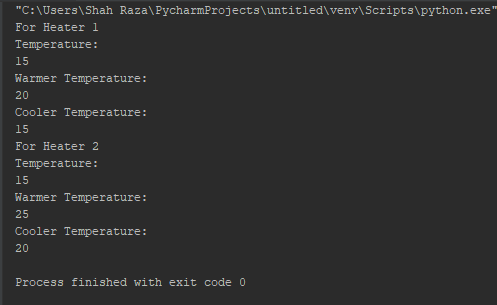 "C:\Users\Shah Raza\PycharmProjects\untitled\venv\Scripts\python.exe"
For Heater 1
Temperature:
15
Warmer Temperature:
20
Cooler Temperature:
15
For Heater 2
Temperature:
15
Warmer Temperature:
25
Cooler Temperature:
20
Process finished with exit code 0